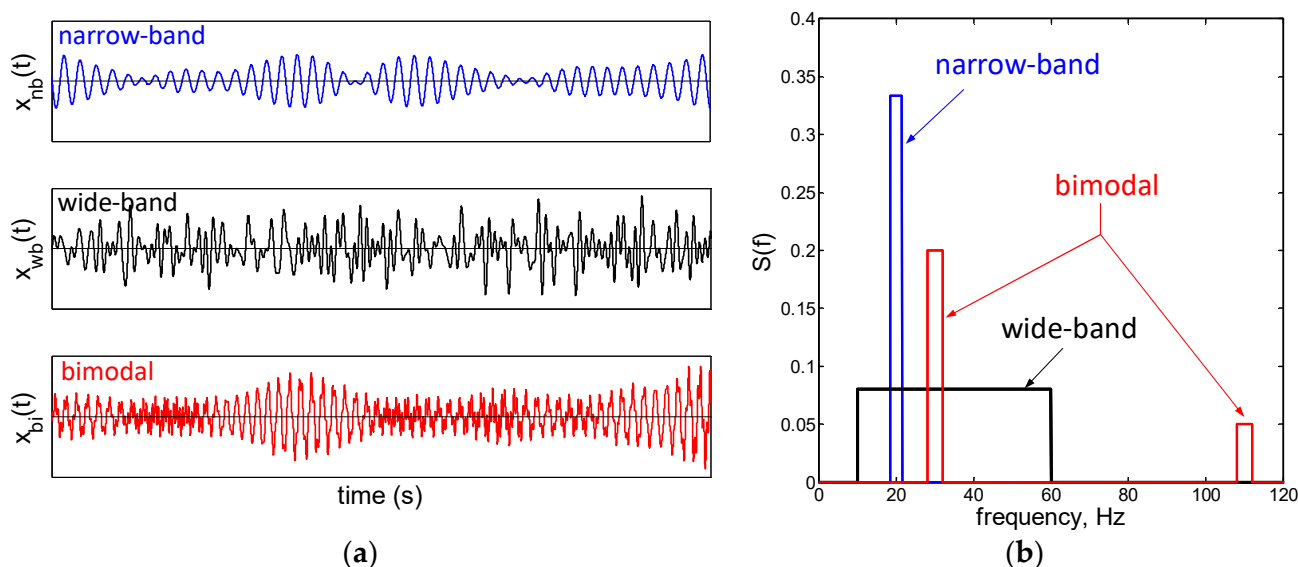 narrow-band
x_nb(t)
wide-band
x_wb(t)
bimodal
x_bi(t)
time (s)
(a)
0.4
0.35
0.3
0.25
0.2
0.15
0.1
0.05
0
S(f)
narrow-band
bimodal
wide-band
0 20 40 60 80 100 120
frequency, Hz
(b)